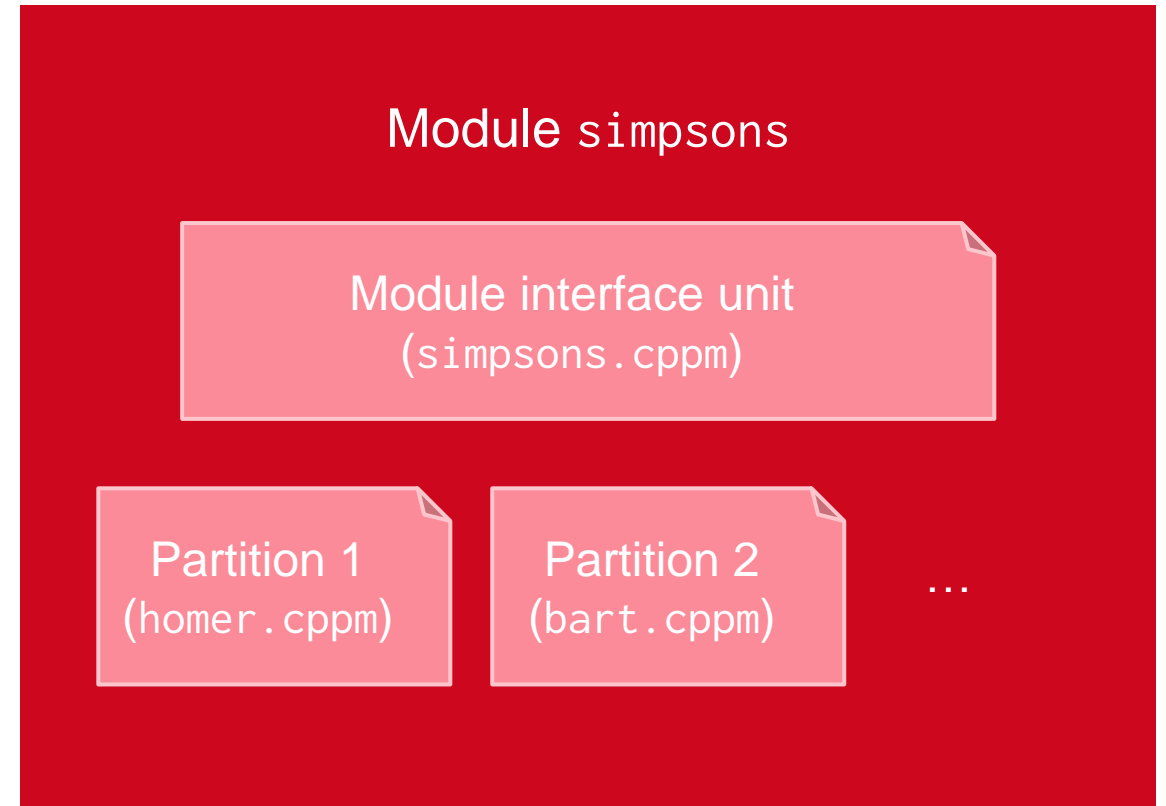 Module simpsons
Module interface unit
(simpsons.cppm)
Partition 1
(homer.cppm)
Partition 2
(bart.cppm)
…